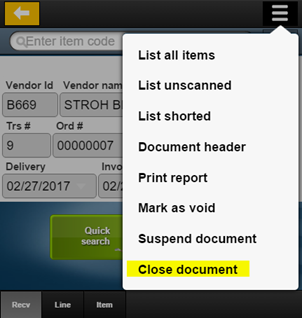 Enter item code
List all items
Vendor Id Vendor nam
List unscanned
B669 STROH B
List shorted
Trs # Ord #
Document header
9 00000007
Print report
Delivery Invo
Mark as void
02/27/2017 02/2
Suspend document
Quick
search
Close document
Recv Line Item